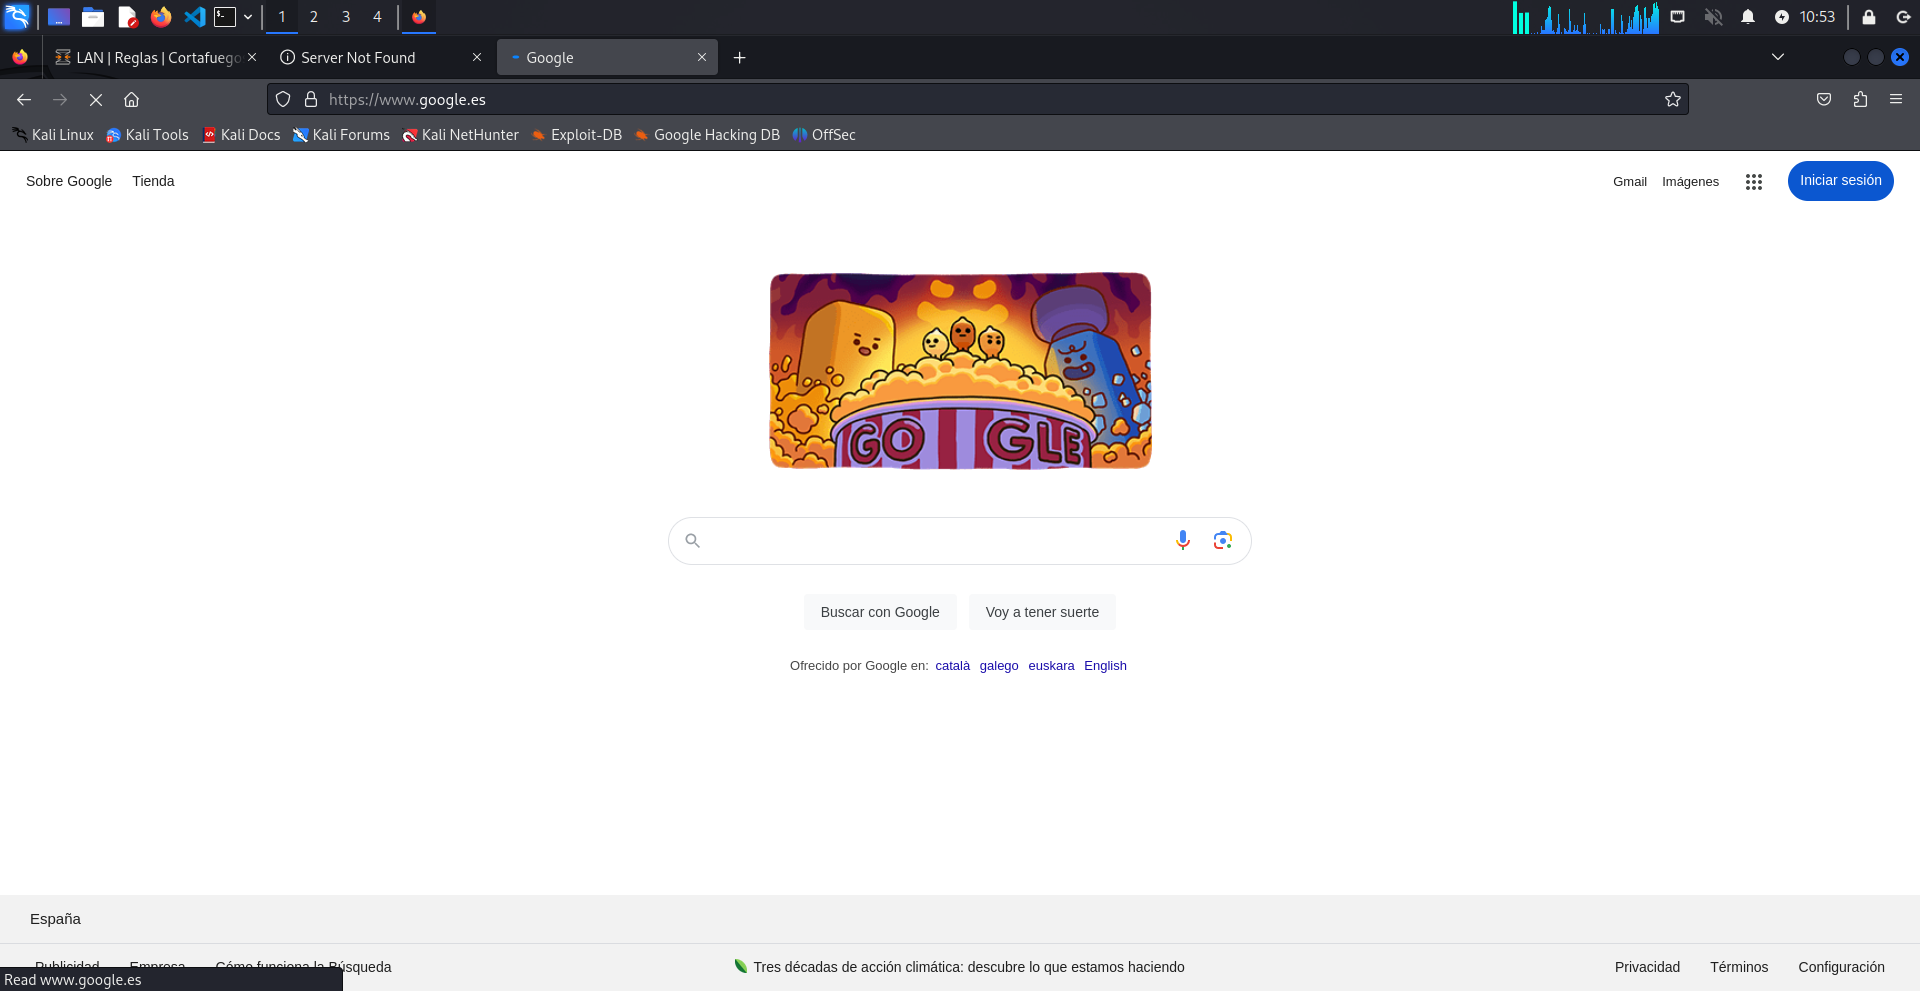 1 2 3 4 10:53
LAN | Reglas | Cortafuego Server Not Found Google
https://www.google.es
Kali Linux Kali Tools Kali Docs Kali Forums Kali NetHunter Exploit-DB Google Hacking DB OffSec
Sobre Google Tienda Gmail Imágenes Iniciar sesión
GO GLE
Buscar con Google Voy a tener suerte
Ofrecido por Google en: català galego euskara English
España
Publicidad Empresa Cómo funciona la Búsqueda Tres décadas de acción climática: descubre lo que estamos haciendo Privacidad Términos Configuración
Read www.google.es